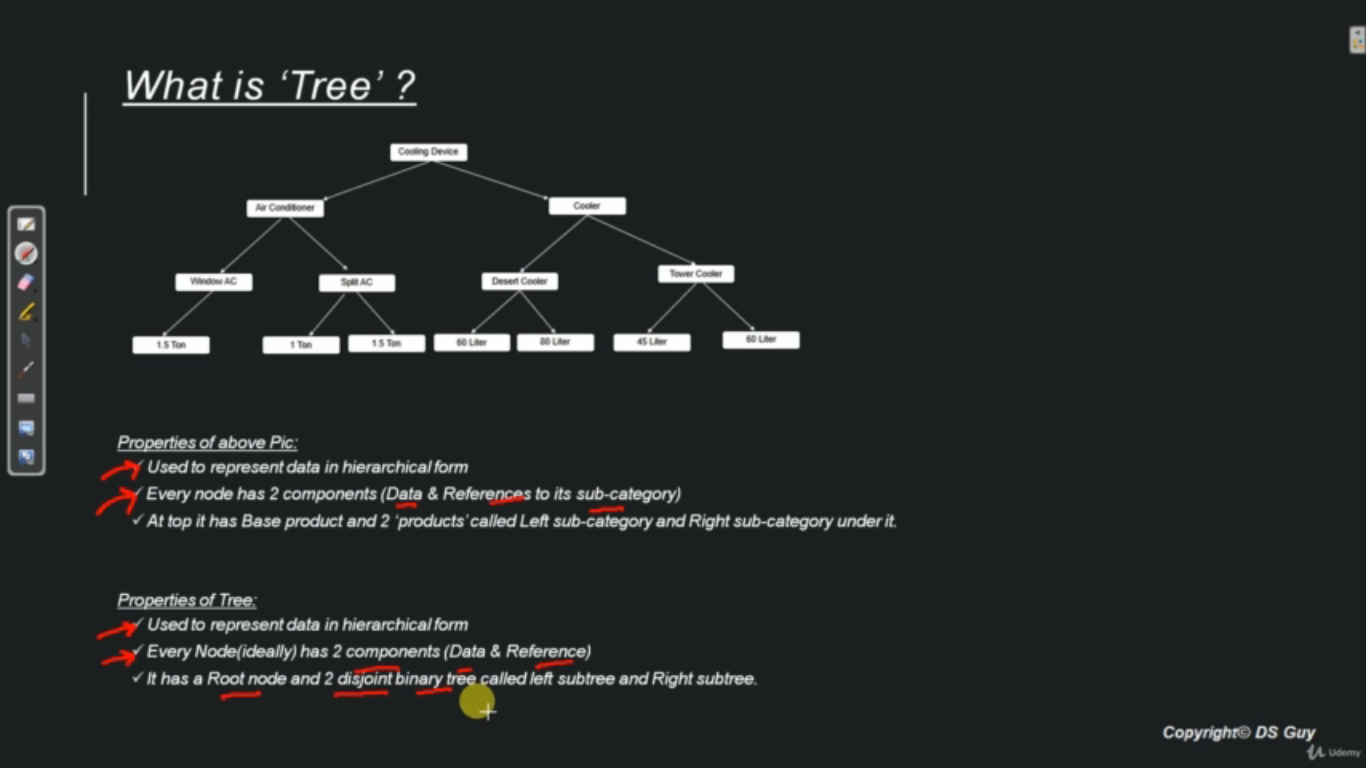 What is ‘Tree’ ?
Cooling Device
Air Conditioner
Cooler
Window AC
Split AC
Desert Cooler
Tower Cooler
1.5 Ton
1 Ton
1.5 Ton
60 Liter
80 Liter
45 Liter
60 Liter
Properties of above Pic:
✓ Used to represent data in hierarchical form
✓ Every node has 2 components (Data & References to its sub-category)
✓ At top it has Base product and 2 ‘products’ called Left sub-category and Right sub-category under it.
Properties of Tree:
✓ Used to represent data in hierarchical form
✓ Every Node(ideally) has 2 components (Data & Reference)
✓ It has a Root node and 2 disjoint binary tree called left subtree and Right subtree.
Copyright© DS Guy
Udemy